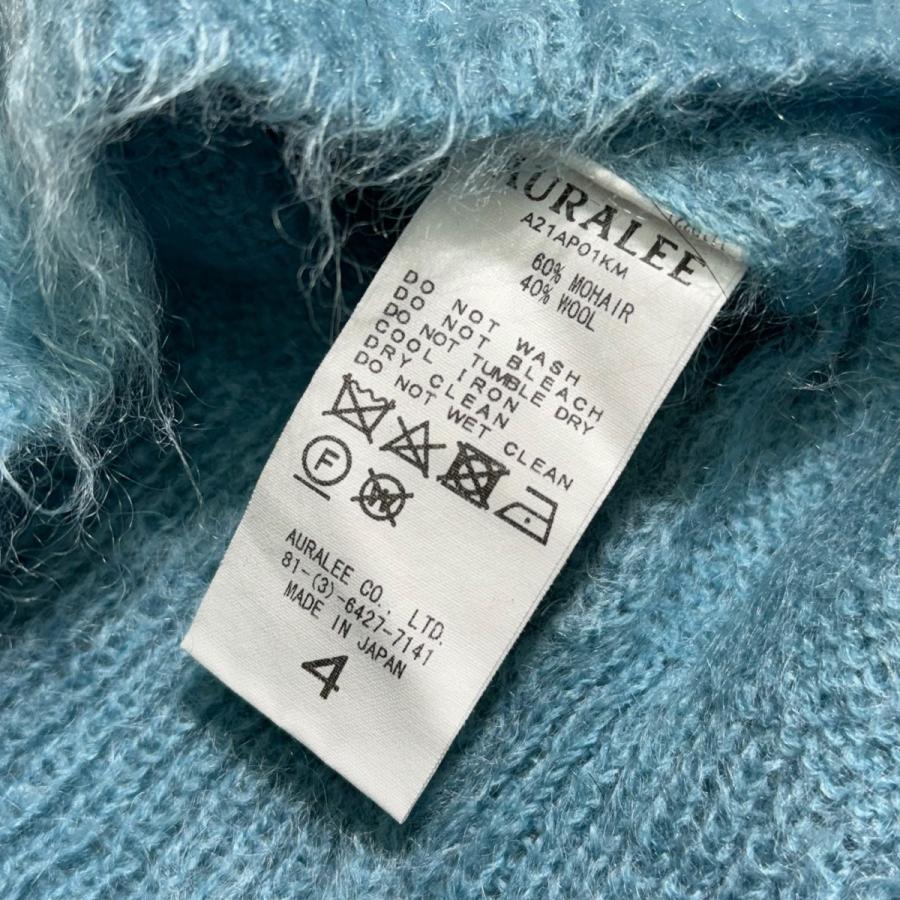 AURALEE
A21AP01KM
60% MOHAIR
40% WOOL
DO NOT WASH
DO NOT BLEACH
DO NOT TUMBLE DRY
COOL IRON
DRY CLEAN
DO NOT WET CLEAN
F
W
AURALEE CO., LTD.
81-(3)-6427-7141
MADE IN JAPAN
4